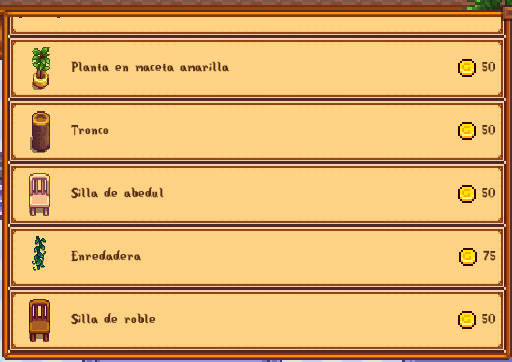 Planta en maceta amarilla 50
Tronco 50
Silla de abedul 50
Enredadera 75
Silla de roble 50